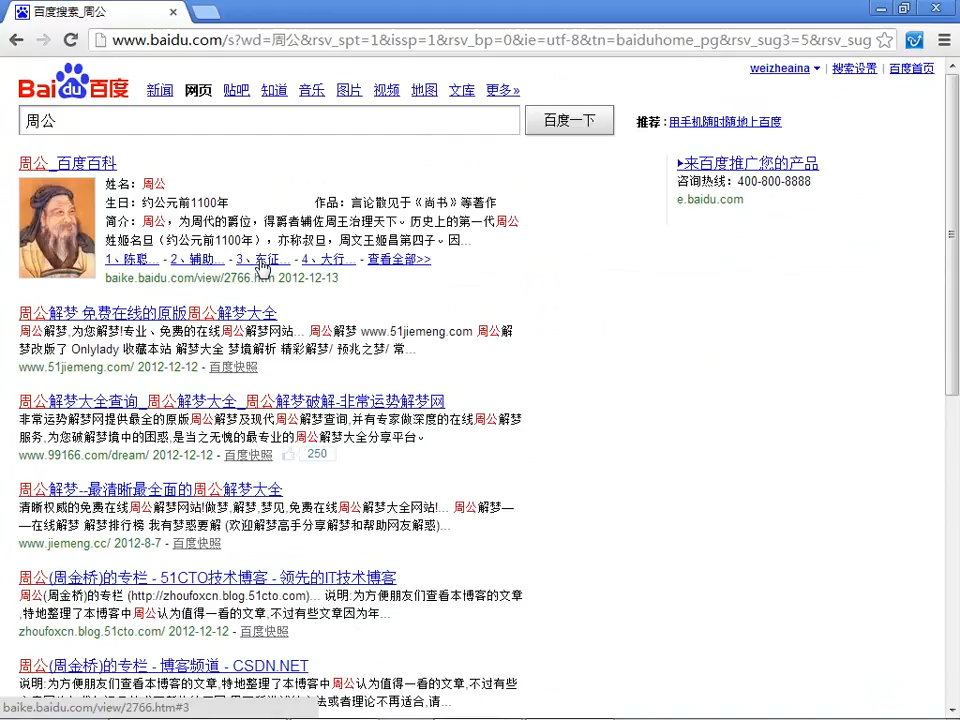 百度搜索_周公
www.baidu.com/s?wd=周公&rsv_spt=1&issp=1&rsv_bp=0&ie=utf-8&tn=baiduhome_pg&rsv_sug3=5&rsv_sug
weizheaina | 搜索设置 | 百度首页
Bai du 百度 新闻 网页 贴吧 知道 音乐 图片 视频 地图 文库 更多»
周公 百度一下 推荐:用手机随时随地上百度
周公_百度百科
姓名：周公
生日：约公元前1100年 作品：言论散见于《尚书》等著作
简介：周公，为周代的爵位，得爵者辅佐周王治理天下。历史上的第一代周公
姓姬名旦（约公元前1100年），亦称叔旦，周文王姬昌第四子。因...
1、陈聪... - 2、辅助... - 3、东征... - 4、大行... - 查看全部>>
baike.baidu.com/view/2766.htm 2012-12-13
来百度推广您的产品
咨询热线：400-800-8888
e.baidu.com
周公解梦 免费在线的原版周公解梦大全
周公解梦,为您解梦!专业、免费的在线周公解梦网站... 周公解梦 www.51jiemeng.com 周公解
梦改版了 Onlylady 收藏本站 解梦大全 梦境解析 精彩解梦/ 预兆之梦/ 常...
www.51jiemeng.com/ 2012-12-12 - 百度快照
周公解梦大全查询_周公解梦大全_周公解梦破解-非常运势解梦网
非常运势解梦网提供最全的原版周公解梦及现代周公解梦查询,并有专家做深度的在线周公解梦
服务,为您破解梦境中的困惑,是当之无愧的最专业的周公解梦大全分享平台。
www.99166.com/dream/ 2012-12-12 - 百度快照 250
周公解梦--最清晰最全面的周公解梦大全
清晰权威的免费在线周公解梦网站!做梦,解梦,梦见,免费在线周公解梦大全网站!... 周公解梦—
—在线解梦 解梦排行榜 我有梦惑要解 (欢迎解梦高手分享解梦和帮助网友解惑)...
www.jiemeng.cc/ 2012-8-7 - 百度快照
周公(周金桥)的专栏 - 51CTO技术博客 - 领先的IT技术博客
周公(周金桥)的专栏 (http://zhoufoxcn.blog.51cto.com)... 说明:为方便朋友们查看本博客的文章
,特地整理了本博客中周公认为值得一看的文章,不过有些文章因为年...
zhoufoxcn.blog.51cto.com/ 2012-12-12 - 百度快照
周公(周金桥)的专栏 - 博客频道 - CSDN.NET
说明:为方便朋友们查看本博客的文章,特地整理了本博客中周公认为值得一看的文章,不过有些
法或者理论不再适合,请...
baike.baidu.com/view/2766.htm#3